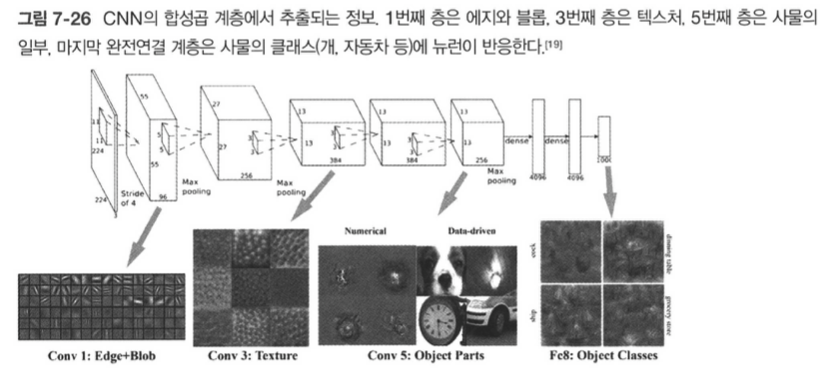 그림 7-26 CNN의 합성곱 계층에서 추출되는 정보. 1번째 층은 에지와 블롭, 3번째 층은 텍스처, 5번째 층은 사물의
일부, 마지막 완전연결 계층은 사물의 클래스(개, 자동차 등)에 뉴런이 반응한다.[19]
11
11
224
224
Stride
of 4
55
5
5
55
96
Max
pooling
27
27
256
Max
pooling
13
3
3
13
384
13
3
3
13
384
13
13
256
Max
pooling
dense
4096
dense
4096
Numerical
Data-driven
cock
ship
dinning table
grocery store
Conv 1: Edge+Blob
Conv 3: Texture
Conv 5: Object Parts
Fc8: Object Classes